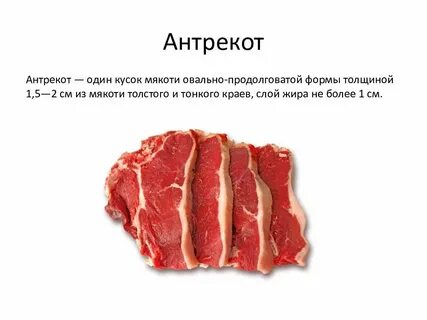 Антрекот
Антрекот — один кусок мякоти овально-продолговатой формы толщиной
1,5—2 см из мякоти толстого и тонкого краев, слой жира не более 1 см.